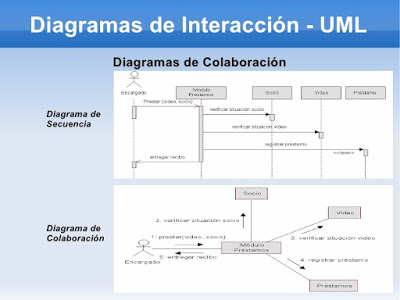 Diagramas de Interacción - UML
Diagramas de Colaboración
Diagrama de
Secuencia
Encargado
Módulo
Préstamos
Socio
Video
Préstamo
Prestar(video, socio)
verificar situación socio
verificar situación video
registrar préstamo
entregar recibo
Diagrama de
Colaboración
Socio
Video
2: verificar situación socio
1: prestar(video, socio)
3: verificar situación video
5: entregar recibo
:Módulo
Préstamos
Encargado
4: registrar préstamo
Préstamos